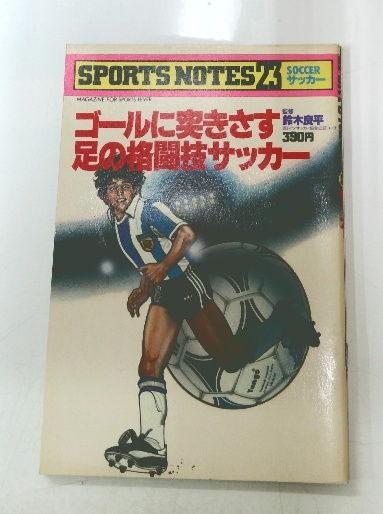 SPORTS NOTES 23
SOCCER
サッカー
MAGAZINE FOR SPORTS FEVER
ゴールに突きさす
足の格闘技サッカー
監修
鈴木良平
390円
Tango